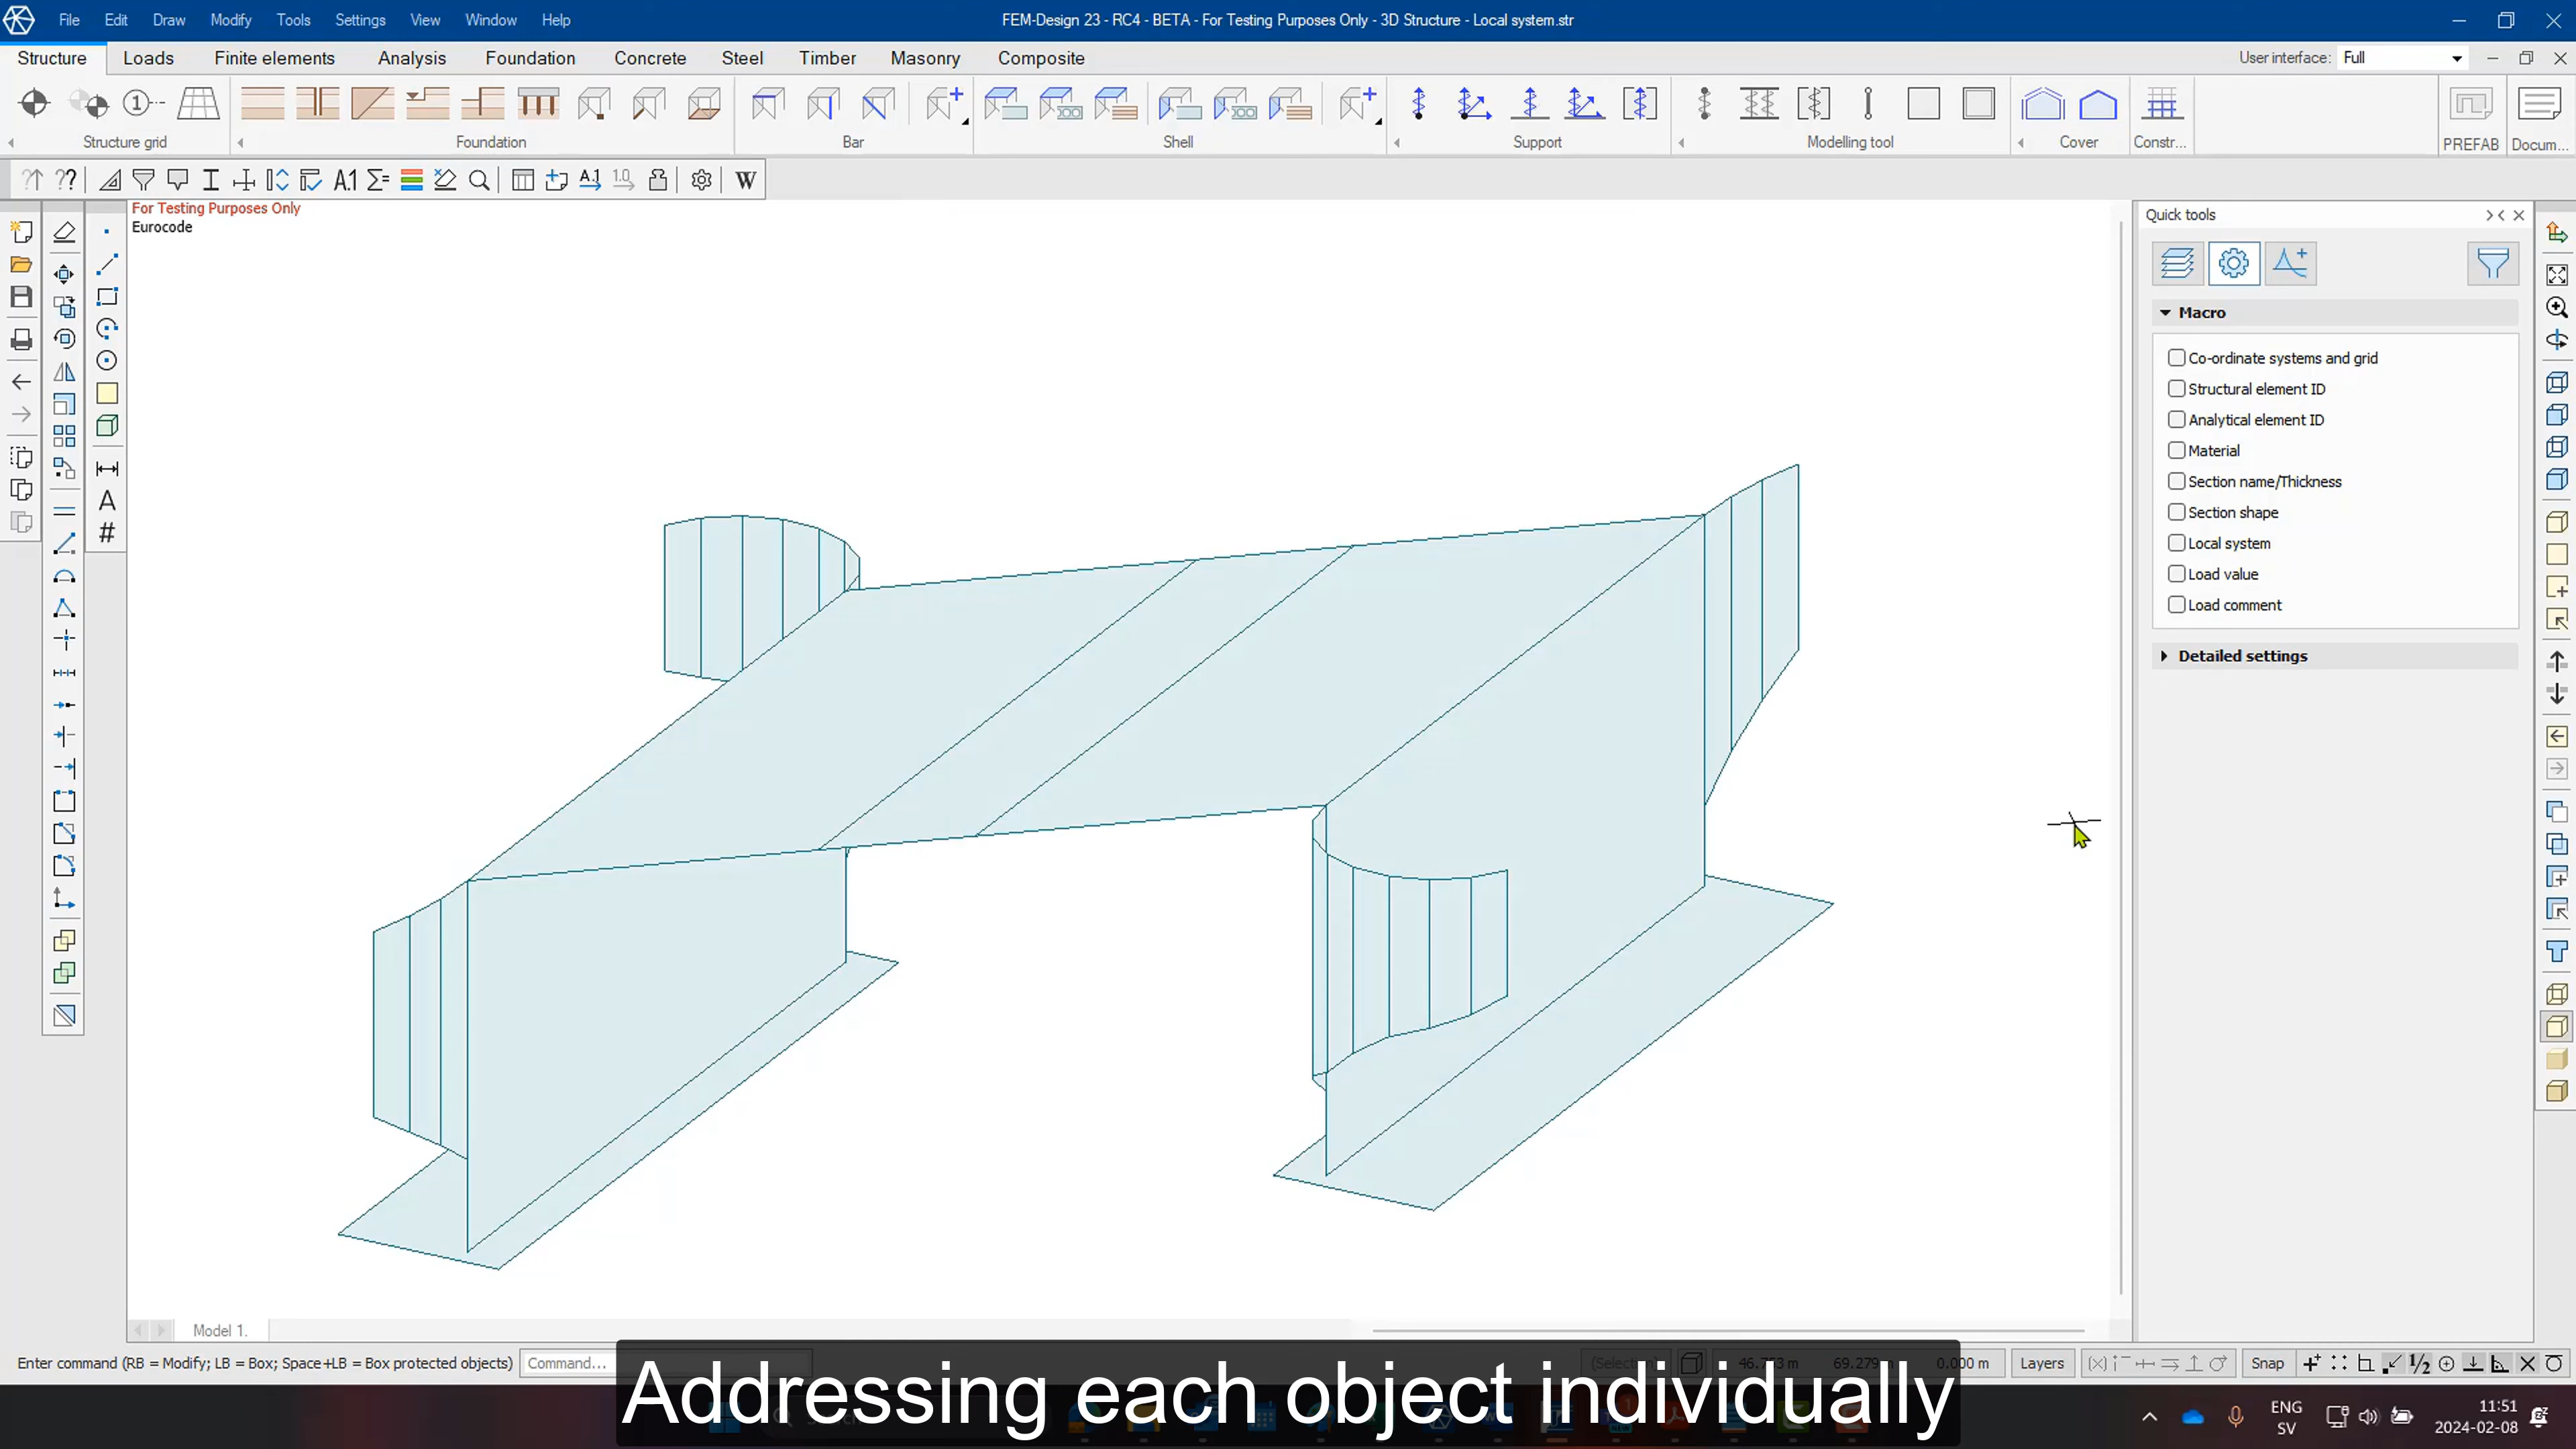 File Edit Draw Modify Tools Settings View Window Help
FEM-Design 23 - RC4 - BETA - For Testing Purposes Only - 3D Structure - Local system.str
Structure Loads Finite elements Analysis Foundation Concrete Steel Timber Masonry Composite
User interface: Full
Structure grid Foundation Bar Shell Support Modelling tool Cover Constr... PREFAB Docum...
For Testing Purposes Only
Eurocode
Quick tools
Macro
Co-ordinate systems and grid
Structural element ID
Analytical element ID
Material
Section name/Thickness
Section shape
Local system
Load value
Load comment
Detailed settings
Model 1.
Enter command (RB = Modify; LB = Box; Space+LB = Box protected objects) Command...
46.753 m 69.279 m 0.000 m Layers Snap
Addressing each object individually
ENG
SV
11:51
2024-02-08